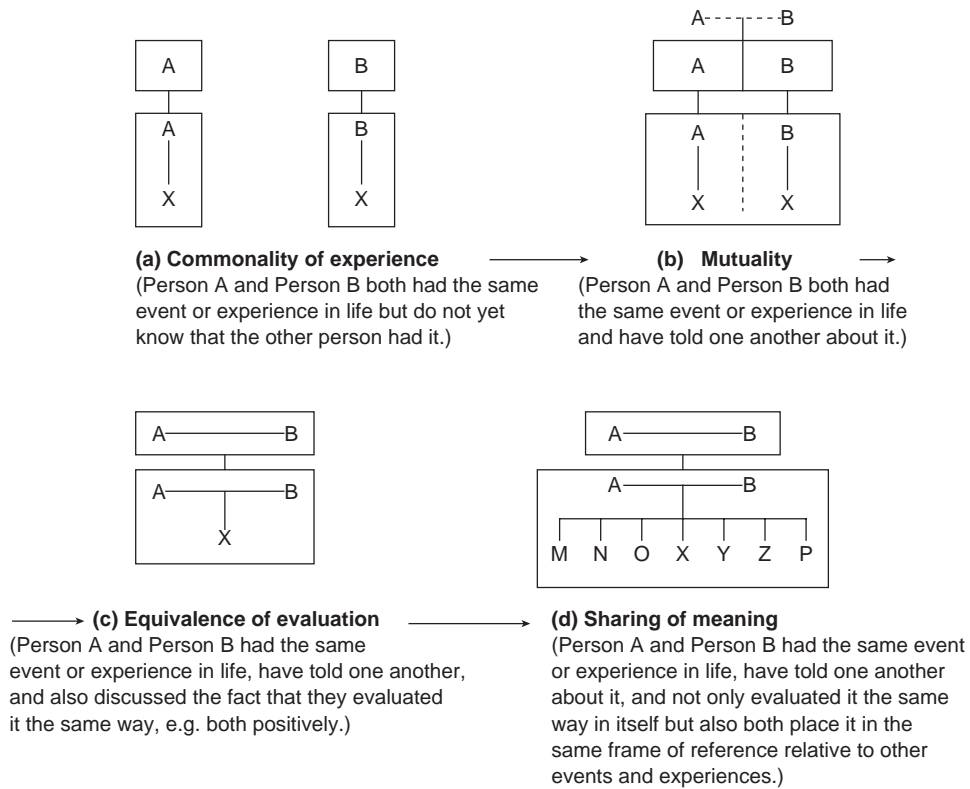 A B
A B
A B
A B
X X
A B
A B
X X
(a) Commonality of experience
(Person A and Person B both had the same
event or experience in life but do not yet
know that the other person had it.)
(b) Mutuality
(Person A and Person B both had
the same event or experience in life
and have told one another about it.)
A B
A B
X
A B
A B
M N O X Y Z P
(c) Equivalence of evaluation
(Person A and Person B had the same
event or experience in life, have told one another,
and also discussed the fact that they evaluated
it the same way, e.g. both positively.)
(d) Sharing of meaning
(Person A and Person B had the same event
or experience in life, have told one another
about it, and not only evaluated it the same
way in itself but also both place it in the
same frame of reference relative to other
events and experiences.)